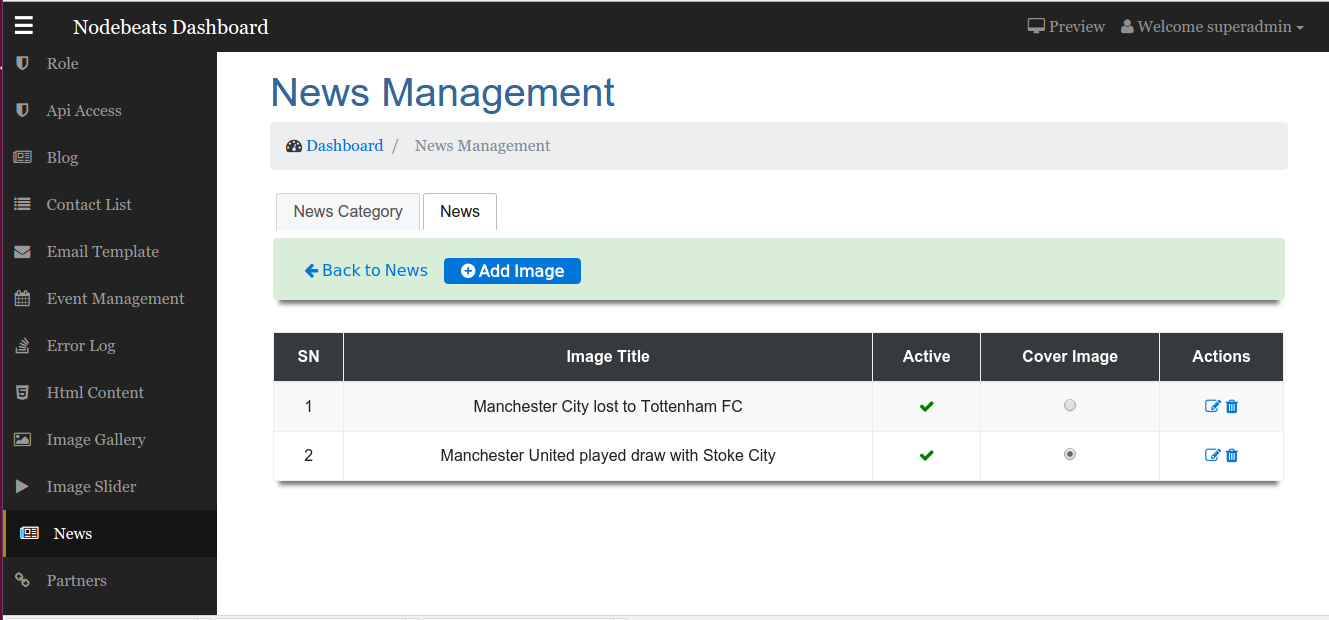 Nodebeats Dashboard Preview Welcome superadmin
Role
Api Access
Blog
Contact List
Email Template
Event Management
Error Log
Html Content
Image Gallery
Image Slider
News
Partners
News Management
Dashboard / News Management
News Category News
Back to News Add Image
SN Image Title Active Cover Image Actions
1 Manchester City lost to Tottenham FC
2 Manchester United played draw with Stoke City